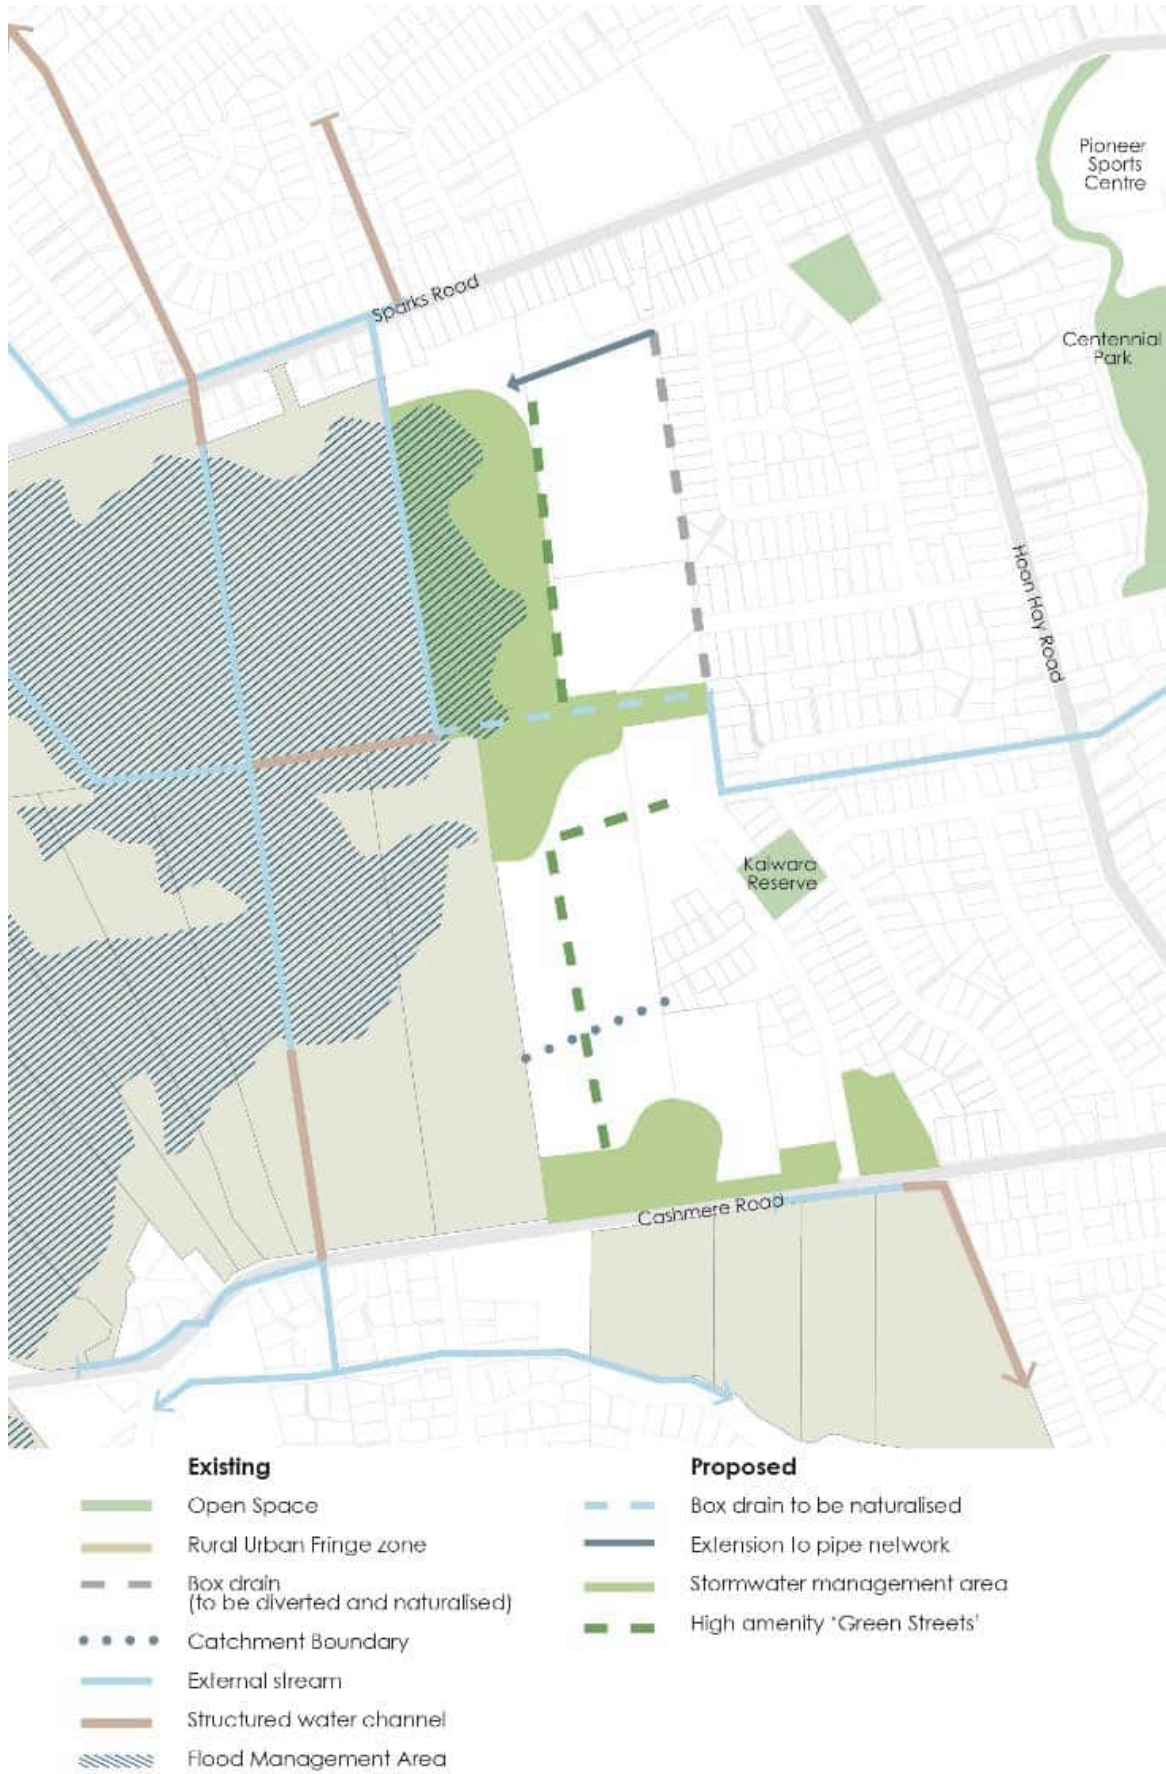 Pioneer
Sports
Centre
Sparks Road
Centennial
Park
Hoon Hay Road
Kaiwara
Reserve
Cashmere Road
Existing
Open Space
Rural Urban Fringe zone
Box drain
(to be diverted and naturalised)
Catchment Boundary
External stream
Structured water channel
Flood Management Area
Proposed
Box drain to be naturalised
Extension to pipe network
Stormwater management area
High amenity ‘Green Streets’